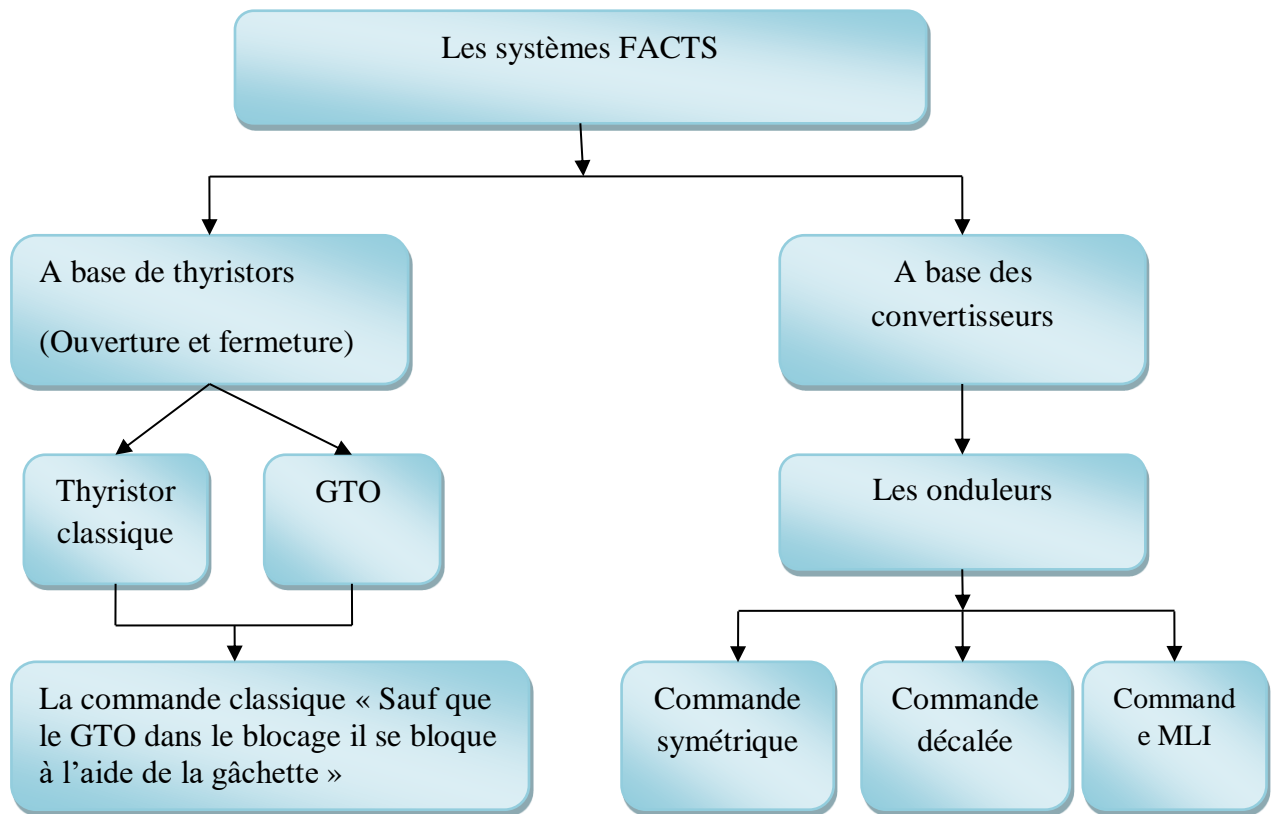 Les systèmes FACTS
A base de thyristors
(Ouverture et fermeture)
A base des
convertisseurs
Thyristor
classique
GTO
Les onduleurs
La commande classique « Sauf que
le GTO dans le blocage il se bloque
à l’aide de la gâchette »
Commande
symétrique
Commande
décalée
Command
e MLI